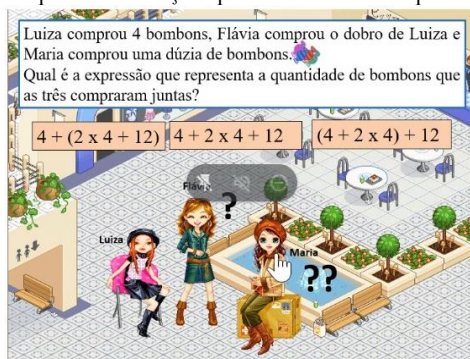 Luiza comprou 4 bombons, Flávia comprou o dobro de Luiza e
Maria comprou uma dúzia de bombons.
Qual é a expressão que representa a quantidade de bombons que
as três compraram juntas?
4 + (2 x 4 + 12) 4 + 2 x 4 + 12 (4 + 2 x 4) + 12
Flávia
?
Luiza
Maria
??